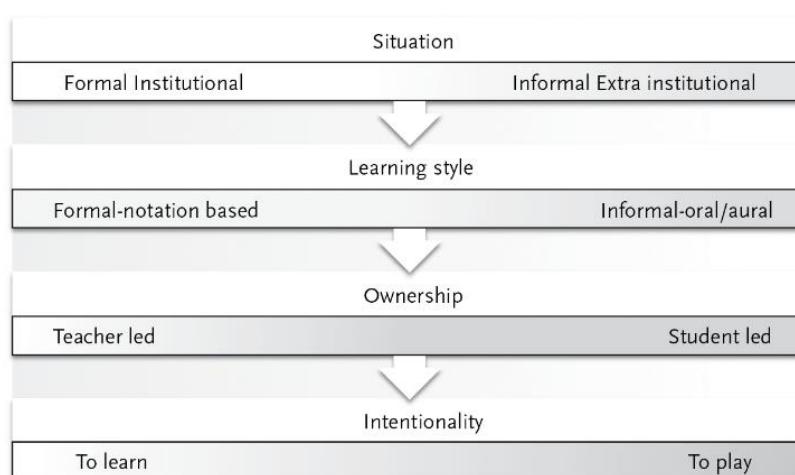 Situation
Formal Institutional Informal Extra institutional
Learning style
Formal-notation based Informal-oral/aural
Ownership
Teacher led Student led
Intentionality
To learn To play